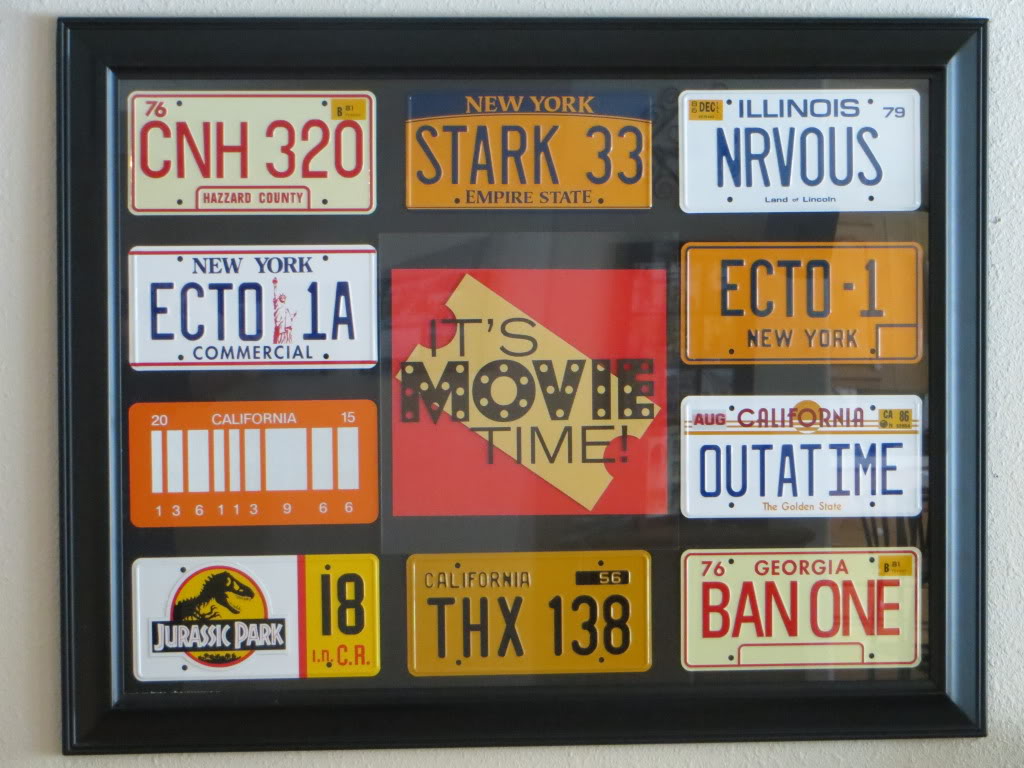 76 B 81
CNH 320
HAZZARD COUNTY
NEW YORK
STARK 33
EMPIRE STATE
DEC ILLINOIS 79
NRVOUS
Land of Lincoln
NEW YORK
ECTO 1A
COMMERCIAL
IT'S
MOVIE
TIME!
ECTO-1
NEW YORK
20 CALIFORNIA 15
1 3 6 1 1 3 9 6 6
AUG CALIFORNIA CA 86
OUTATIME
The Golden State
JURASSIC PARK
18
I.n. C.R.
CALIFORNIA 56
THX 138
76 GEORGIA B 81
BAN ONE